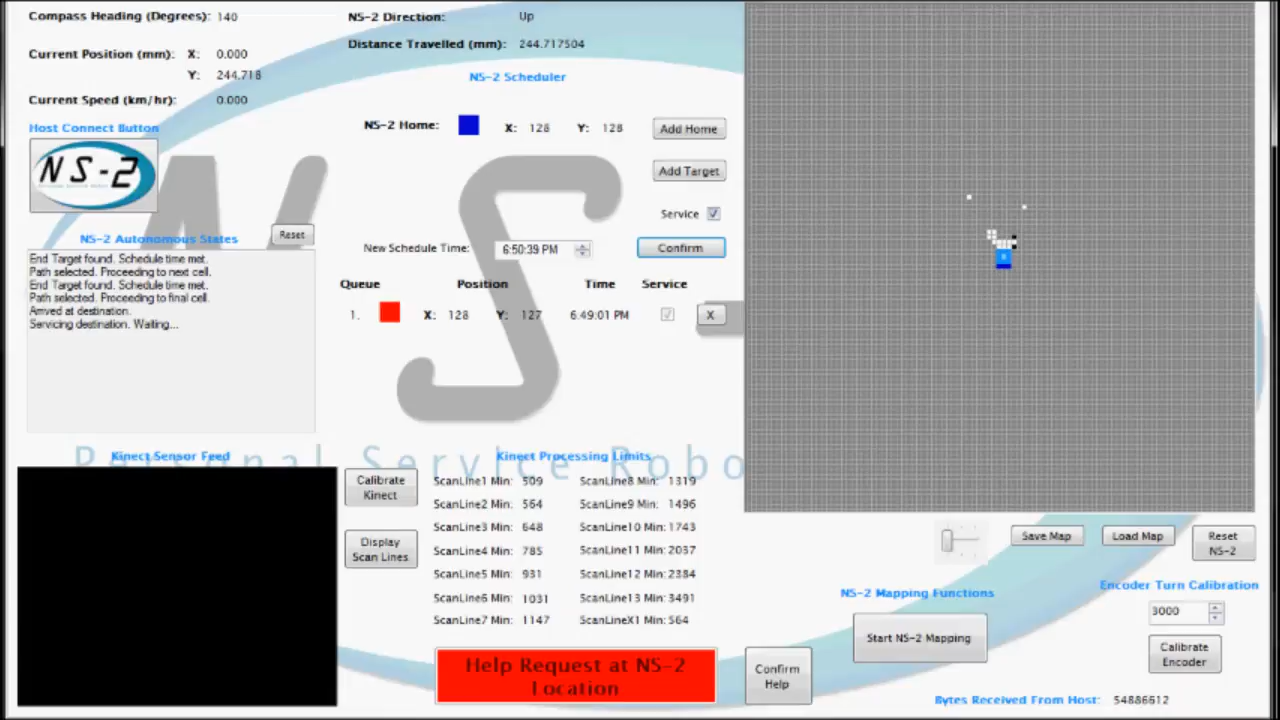 Compass Heading (Degrees): 140
NS-2 Direction: Up
Current Position (mm): X: 0.000
Y: 244.718
Distance Travelled (mm): 244.717504
Current Speed (km/hr): 0.000
Host Connect Button
NS-2
NS-2 Scheduler
NS-2 Home: X: 128 Y: 128 Add Home
Add Target
Service
New Schedule Time: 6:50:39 PM Confirm
Queue Position Time Service
1. X: 128 Y: 127 6:49:01 PM X
NS-2 Autonomous States Reset
End Target found. Schedule time met.
Path selected. Proceeding to next cell.
End Target found. Schedule time met.
Path selected. Proceeding to final cell.
Arrived at destination.
Servicing destination. Waiting...
NS
Personal Service Robo
Kinect Sensor Feed
Calibrate
Kinect
Display
Scan Lines
Kinect Processing Limits
ScanLine1 Min: 509 ScanLine8 Min: 1319
ScanLine2 Min: 564 ScanLine9 Min: 1496
ScanLine3 Min: 648 ScanLine10 Min: 1743
ScanLine4 Min: 785 ScanLine11 Min: 2037
ScanLine5 Min: 931 ScanLine12 Min: 2384
ScanLine6 Min: 1031 ScanLine13 Min: 3491
ScanLine7 Min: 1147 ScanLineX1 Min: 564
Help Request at NS-2
Location
Confirm
Help
Save Map Load Map Reset
NS-2
NS-2 Mapping Functions
Start NS-2 Mapping
Encoder Turn Calibration
3000
Calibrate
Encoder
Bytes Received From Host: 54886612